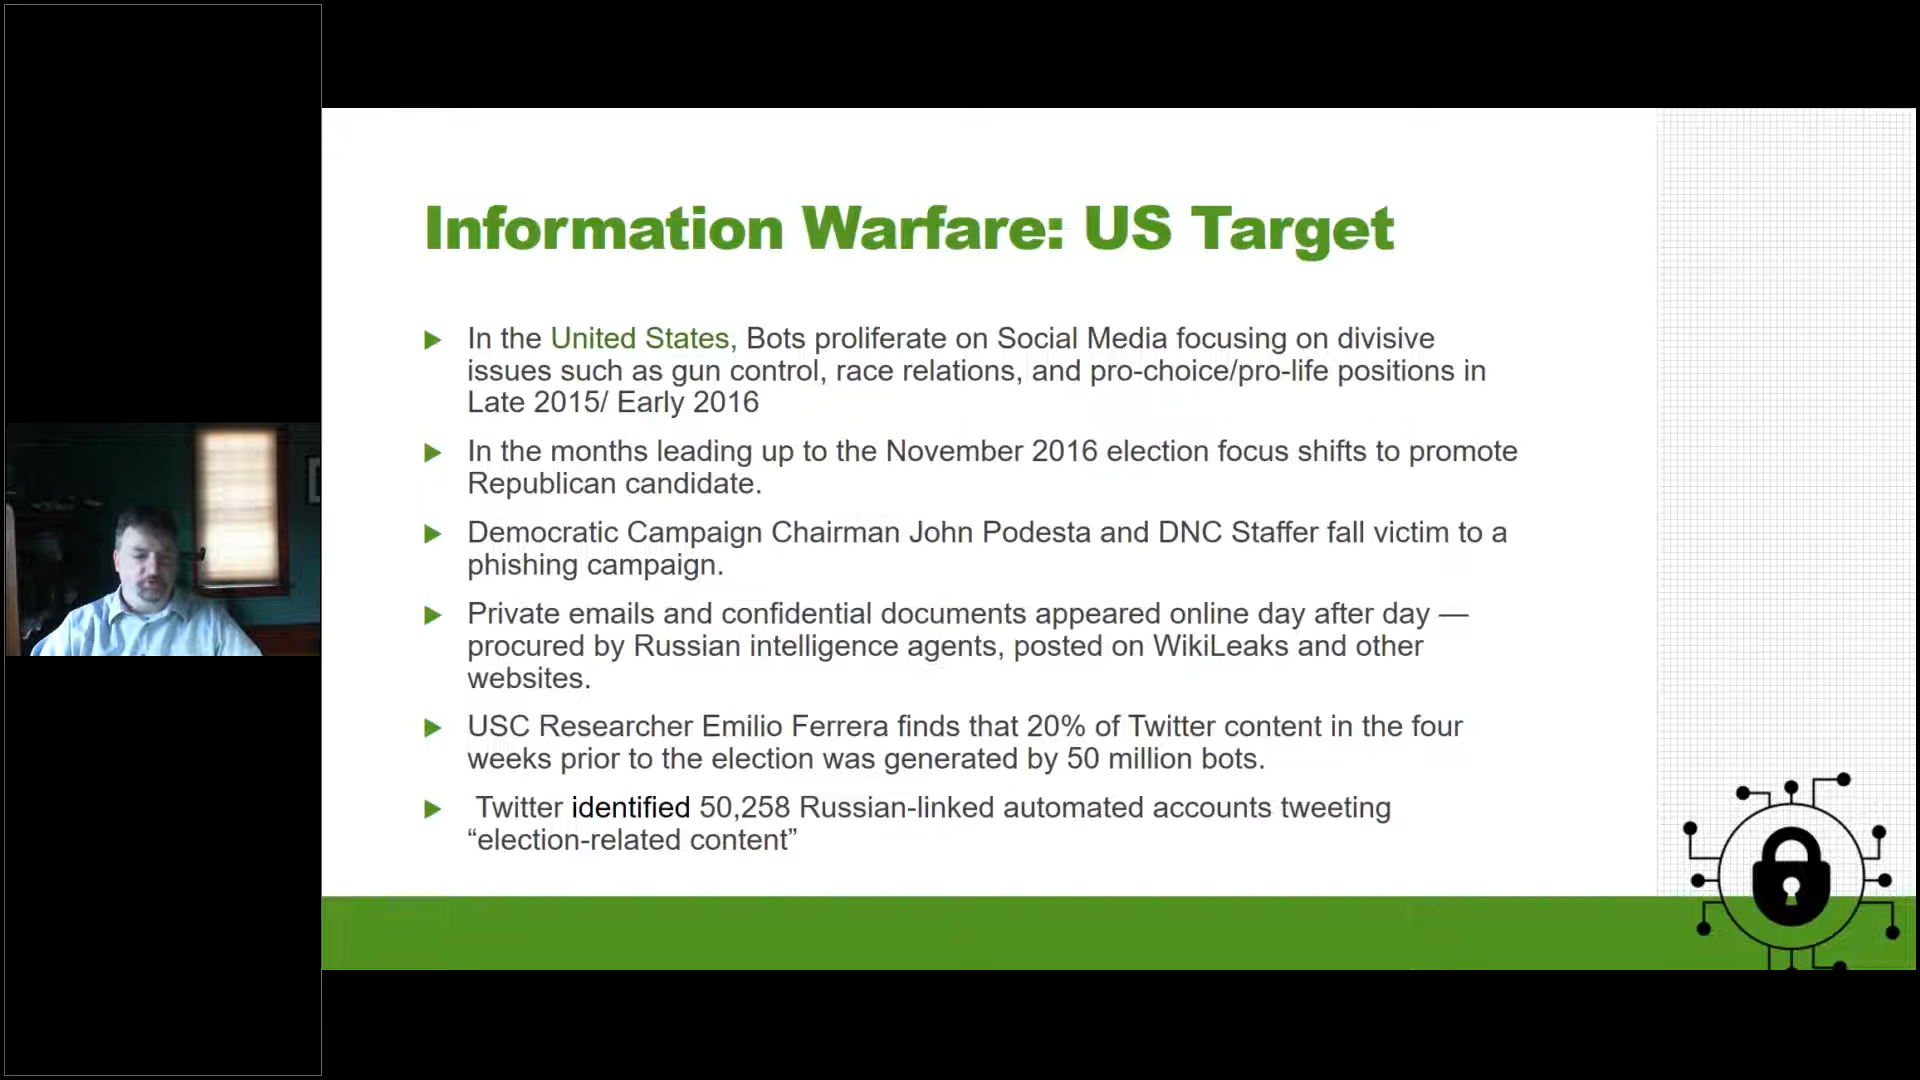 Information Warfare: US Target
In the United States, Bots proliferate on Social Media focusing on divisive
issues such as gun control, race relations, and pro-choice/pro-life positions in
Late 2015/ Early 2016
In the months leading up to the November 2016 election focus shifts to promote
Republican candidate.
Democratic Campaign Chairman John Podesta and DNC Staffer fall victim to a
phishing campaign.
Private emails and confidential documents appeared online day after day —
procured by Russian intelligence agents, posted on WikiLeaks and other
websites.
USC Researcher Emilio Ferrera finds that 20% of Twitter content in the four
weeks prior to the election was generated by 50 million bots.
Twitter identified 50,258 Russian-linked automated accounts tweeting
“election-related content”